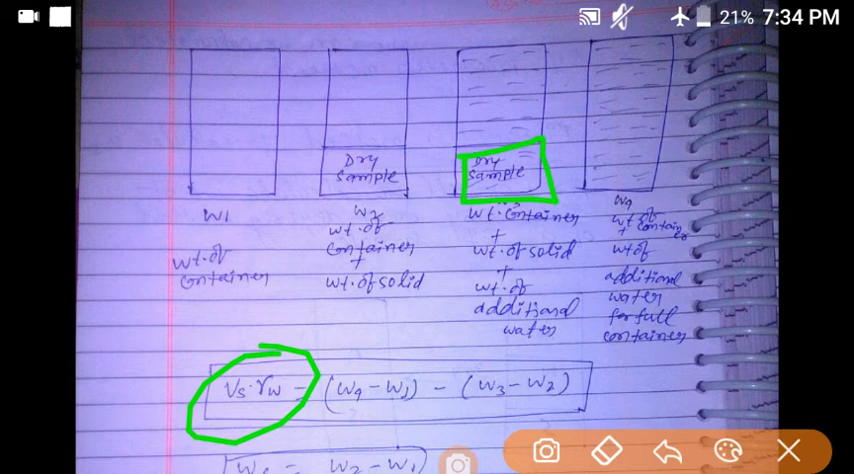 21% 7:34 PM
Dry
Sample
Dry
Sample
W1
wt. of
container
W2
wt. of
container
+
wt. of solid
wt. container
+
wt. of solid
+
wt. of
additional
water
W4
wt of
+ container
wt of
additional
water
for full
container
Vs·γw = (W4 - W1) - (W3 - W2)
W2 - W1